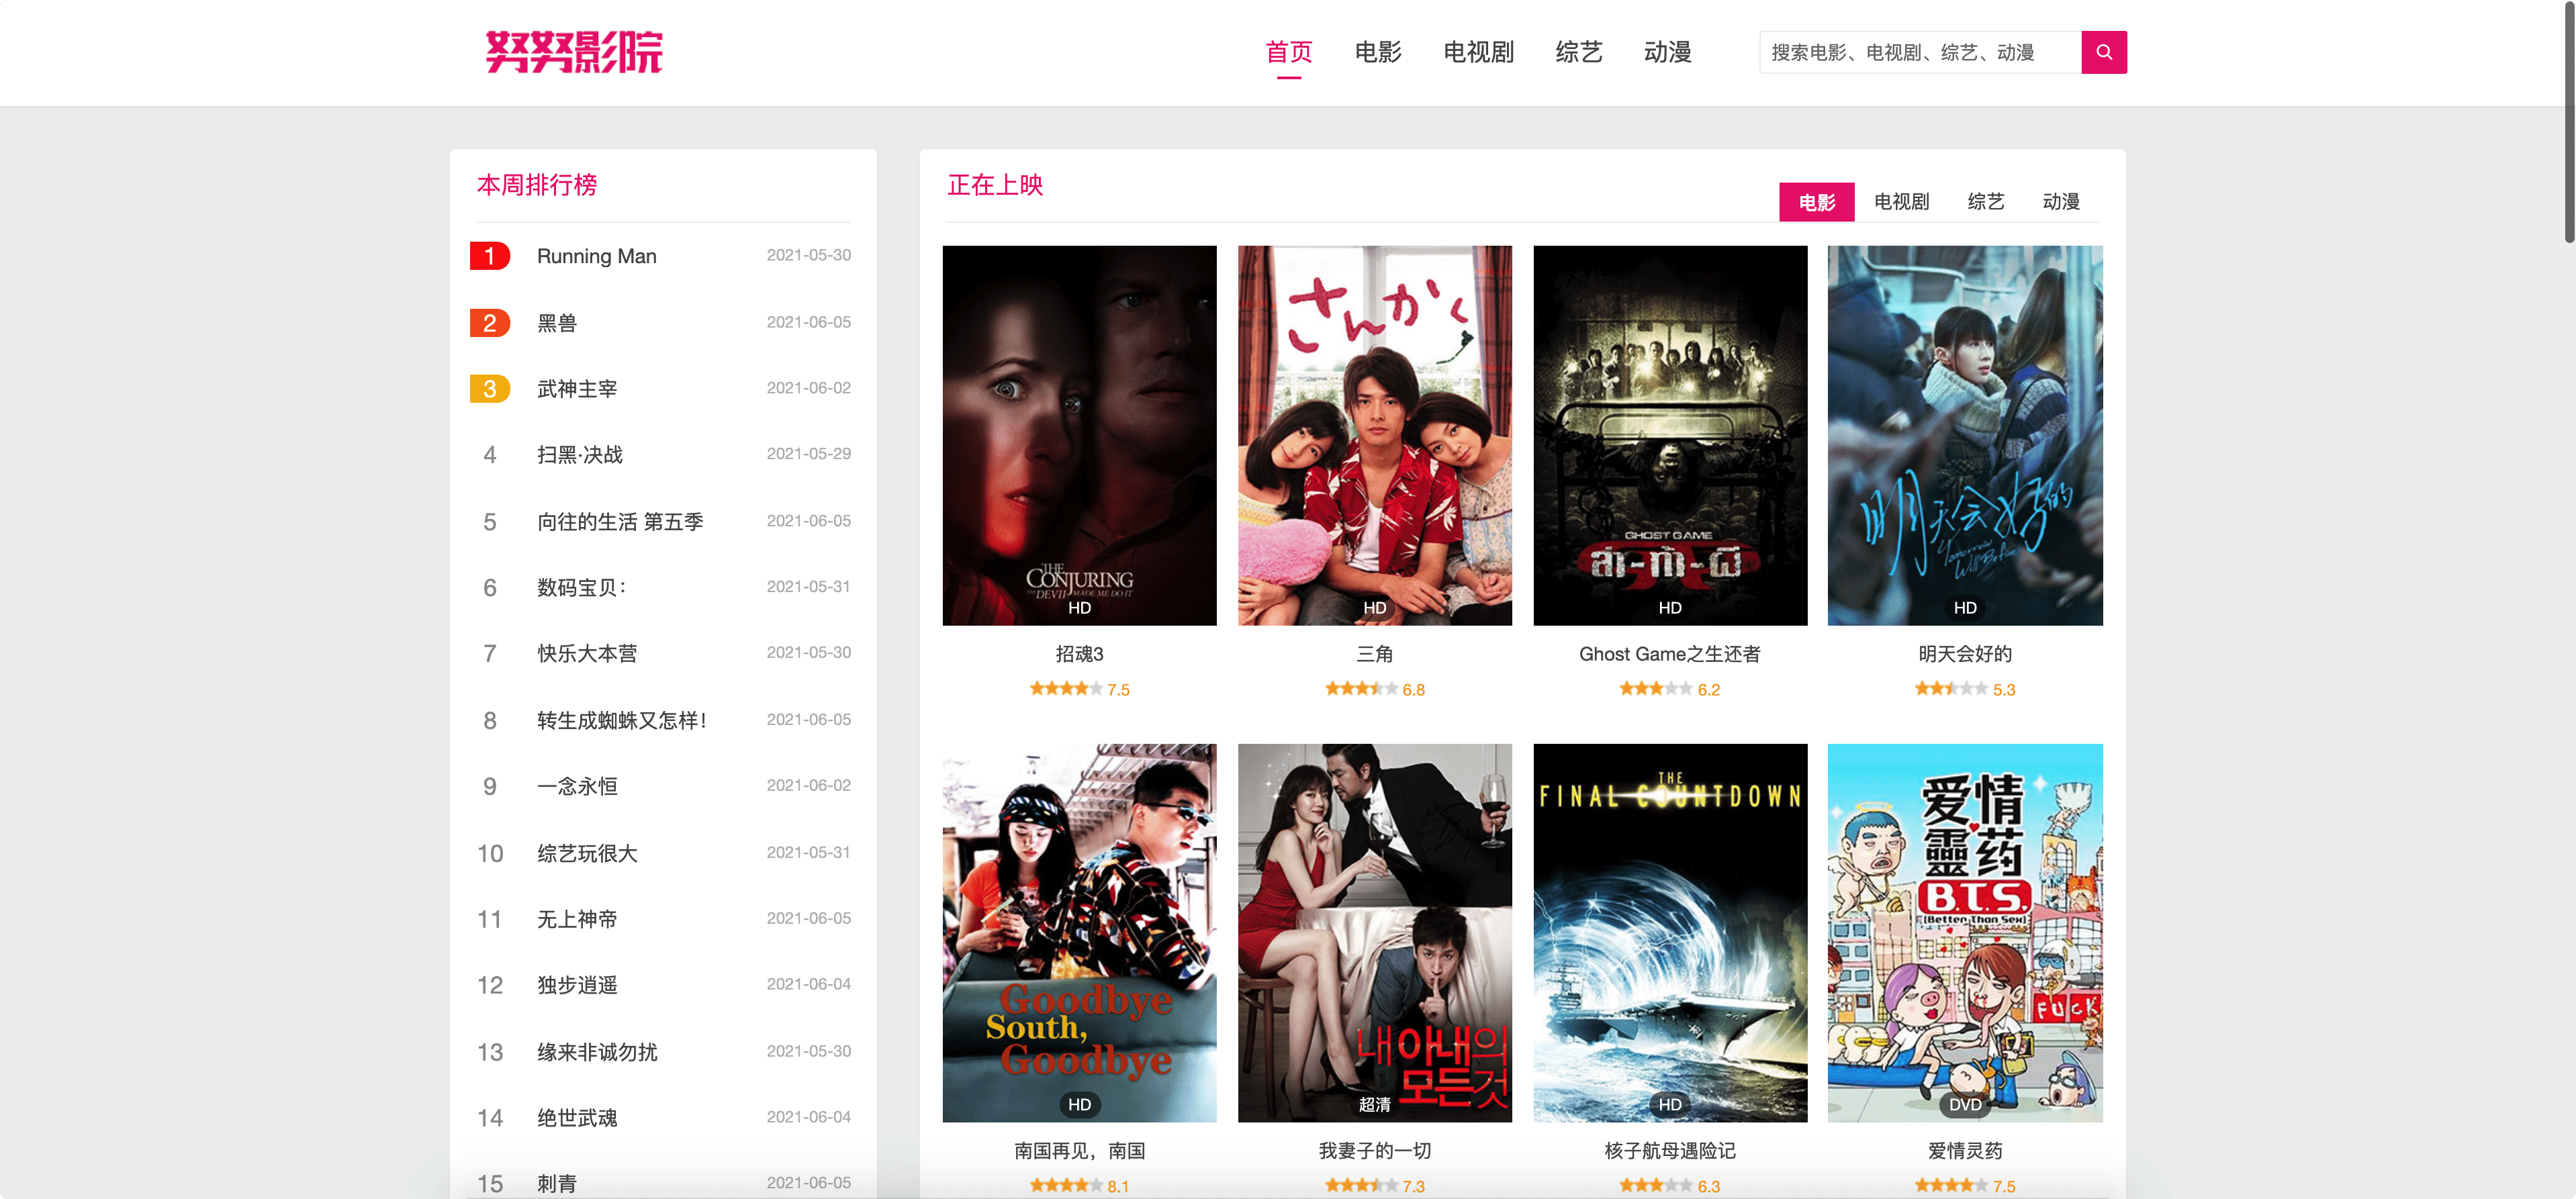 努努影院
首页 电影 电视剧 综艺 动漫
搜索电影、电视剧、综艺、动漫
本周排行榜
1 Running Man 2021-05-30
2 黑兽 2021-06-05
3 武神主宰 2021-06-02
4 扫黑·决战 2021-05-29
5 向往的生活 第五季 2021-06-05
6 数码宝贝： 2021-05-31
7 快乐大本营 2021-05-30
8 转生成蜘蛛又怎样！ 2021-06-05
9 一念永恒 2021-06-02
10 综艺玩很大 2021-05-31
11 无上神帝 2021-06-05
12 独步逍遥 2021-06-04
13 缘来非诚勿扰 2021-05-30
14 绝世武魂 2021-06-04
15 刺青 2021-06-05
正在上映
电影 电视剧 综艺 动漫
THE
CONJURING
THE DEVIL MADE ME DO IT
HD
招魂3
7.5
さんかく
HD
三角
6.8
GHOST GAME
ล่า-ท้า-ผี
HD
Ghost Game之生还者
6.2
明天会好的
Tomorrow
Will Be Fine
HD
明天会好的
5.3
Goodbye
South,
Goodbye
HD
南国再见，南国
8.1
내 아내의
모든 것
超清
我妻子的一切
7.3
THE
FINAL COUNTDOWN
HD
核子航母遇险记
6.3
爱情
靈药
B.T.S.
(Better Than Sex)
FUCK
DVD
爱情灵药
7.5